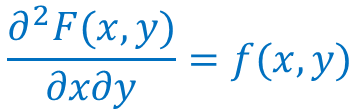 ∂²F(x, y) / ∂x∂y = f(x, y)